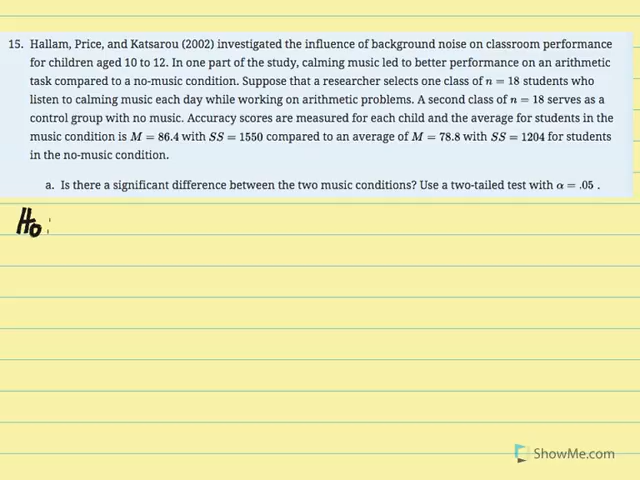 15. Hallam, Price, and Katsarou (2002) investigated the influence of background noise on classroom performance
for children aged 10 to 12. In one part of the study, calming music led to better performance on an arithmetic
task compared to a no-music condition. Suppose that a researcher selects one class of n = 18 students who
listen to calming music each day while working on arithmetic problems. A second class of n = 18 serves as a
control group with no music. Accuracy scores are measured for each child and the average for students in the
music condition is M = 86.4 with SS = 1550 compared to an average of M = 78.8 with SS = 1204 for students
in the no-music condition.
a. Is there a significant difference between the two music conditions? Use a two-tailed test with α = .05 .
H0 :
ShowMe.com